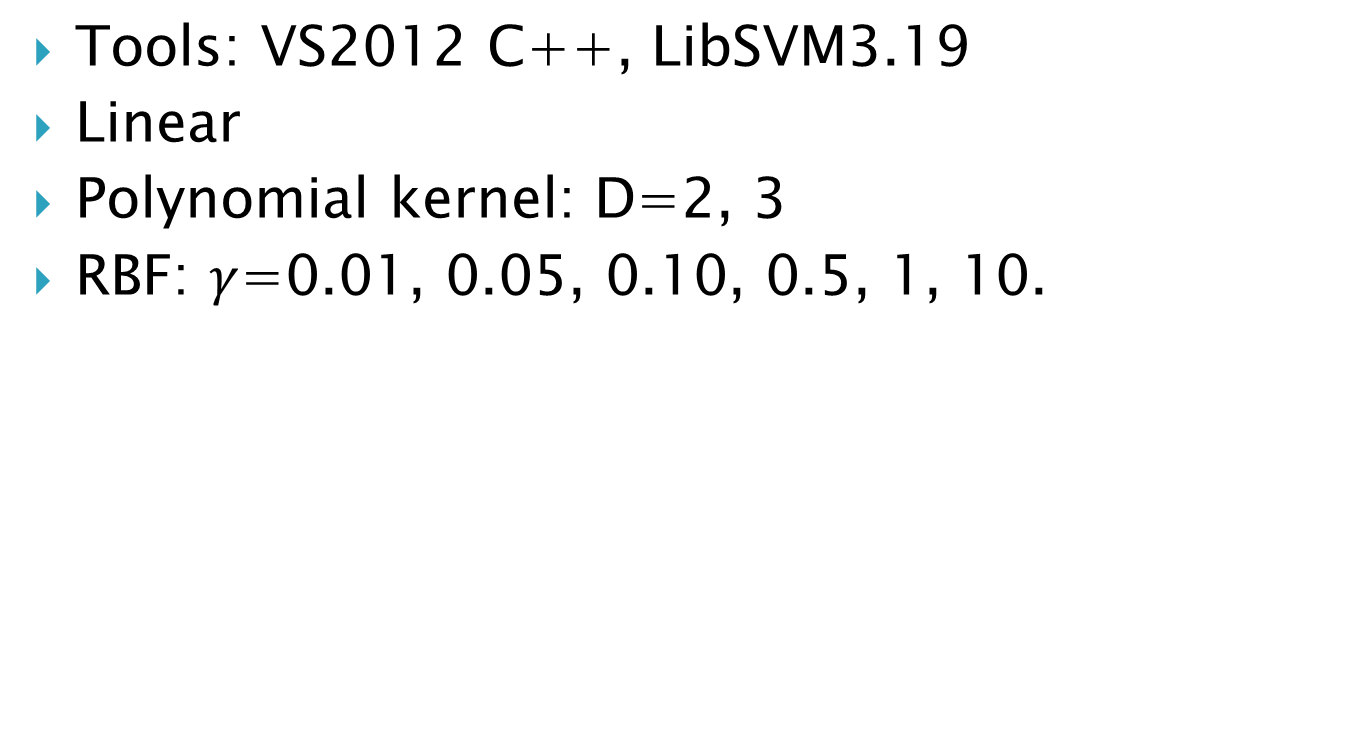 Tools: VS2012 C++, LibSVM3.19
Linear
Polynomial kernel: D=2, 3
RBF: γ=0.01, 0.05, 0.10, 0.5, 1, 10.